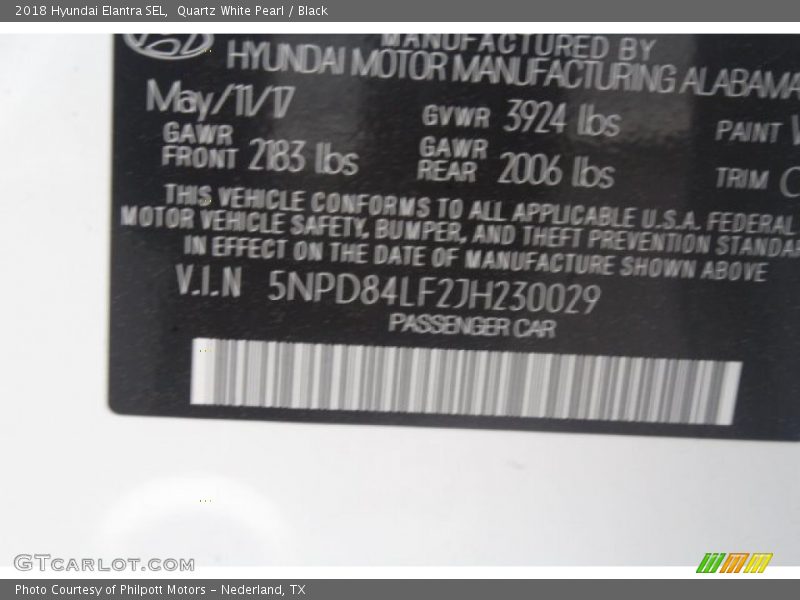 2018 Hyundai Elantra SEL,  Quartz White Pearl / Black
MANUFACTURED BY
HYUNDAI MOTOR MANUFACTURING ALABAMA
May/11/17
GVWR 3924 lbs
PAINT
GAWR FRONT 2183 lbs
GAWR REAR 2006 lbs
TRIM
THIS VEHICLE CONFORMS TO ALL APPLICABLE U.S.A. FEDERAL
MOTOR VEHICLE SAFETY, BUMPER, AND THEFT PREVENTION STANDAR
IN EFFECT ON THE DATE OF MANUFACTURE SHOWN ABOVE
V.I.N 5NPD84LF2JH230029
PASSENGER CAR
GTCARLOT.COM
Photo Courtesy of Philpott Motors - Nederland, TX